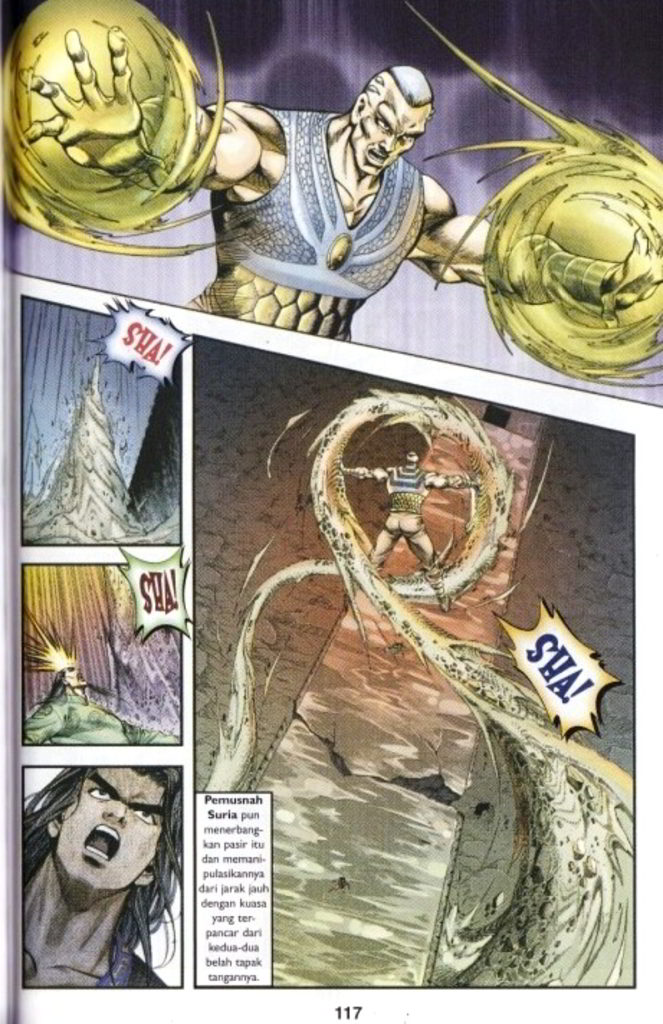 SHA!
SHA!
SHA!
Pemusnah
Suria pun
menerbang-
kan pasir itu
dan memani-
pulasikannya
dari jarak jauh
dengan kuasa
yang ter-
pancar dari
kedua-dua
belah tapak
tangannya.
117